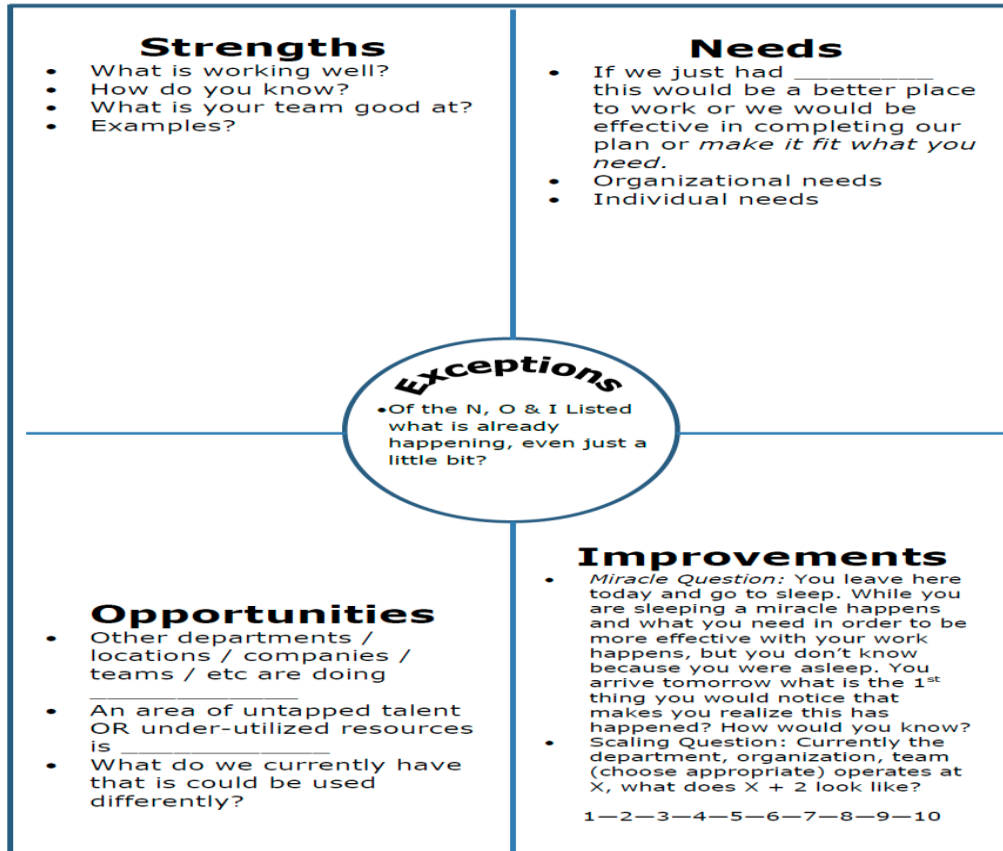 Strengths
• What is working well?
• How do you know?
• What is your team good at?
• Examples?
Needs
• If we just had __________
this would be a better place
to work or we would be
effective in completing our
plan or make it fit what you
need.
• Organizational needs
• Individual needs
Exceptions
•Of the N, O & I Listed
what is already
happening, even just a
little bit?
Opportunities
• Other departments /
locations / companies /
teams / etc are doing
_______________
• An area of untapped talent
OR under-utilized resources
is _______________
• What do we currently have
that is could be used
differently?
Improvements
• Miracle Question: You leave here
today and go to sleep. While you
are sleeping a miracle happens
and what you need in order to be
more effective with your work
happens, but you don’t know
because you were asleep. You
arrive tomorrow what is the 1st
thing you would notice that
makes you realize this has
happened? How would you know?
• Scaling Question: Currently the
department, organization, team
(choose appropriate) operates at
X, what does X + 2 look like?
1—2—3—4—5—6—7—8—9—10